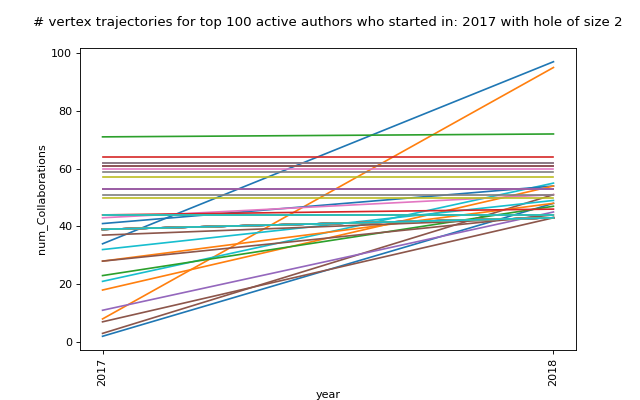 # vertex trajectories for top 100 active authors who started in: 2017 with hole of size 2
100
80
60
40
20
0
num_Collaborations
2017
2018
year